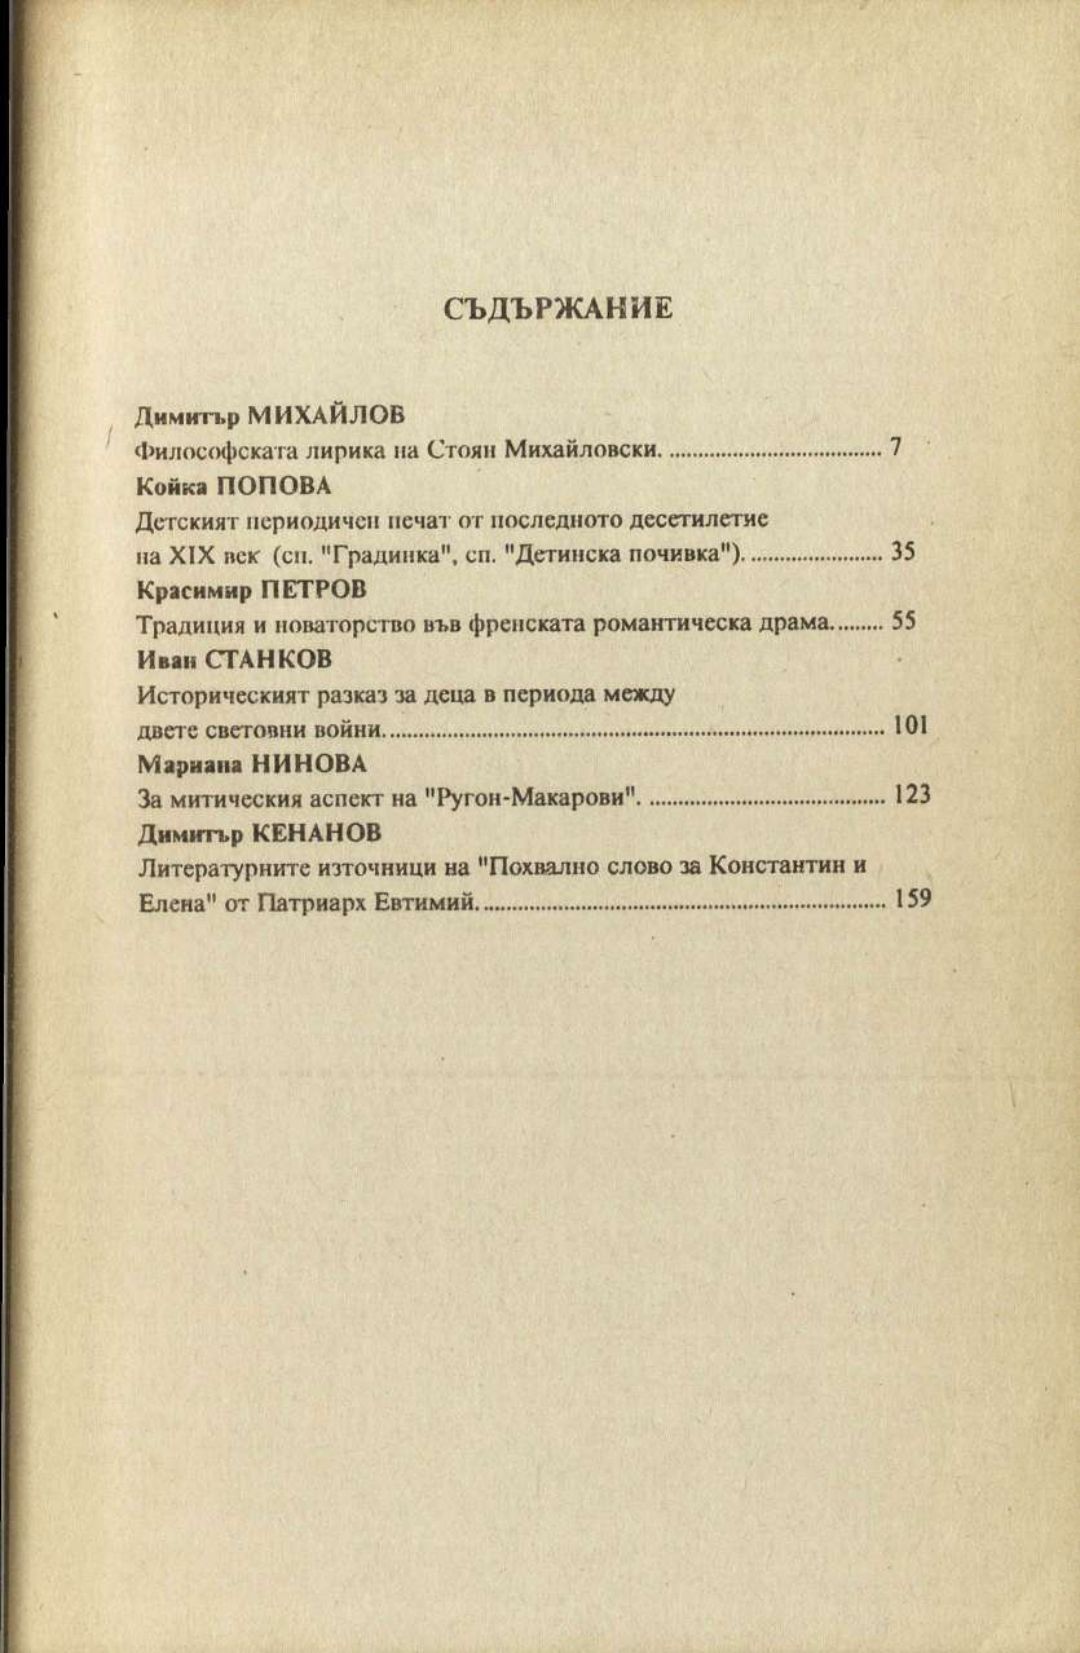 СЪДЪРЖАНИЕ
Димитър МИХАЙЛОВ
Философската лирика на Стоян Михайловски. ........................................ 7
Койка ПОПОВА
Детският периодичен печат от последното десетилетие
на XIX век (сп. "Градинка", сп. "Детинска почивка")......................... 35
Красимир ПЕТРОВ
Традиция и новаторство във френската романтическа драма......... 55
Иван СТАНКОВ
Историческият разказ за деца в периода между
двете световни войни............................................................................................. 101
Мариана НИНОВА
За митическия аспект на "Ругон-Макарови". ............................................ 123
Димитър КЕНАНОВ
Литературните източници на "Похвално слово за Константин и
Елена" от Патриарх Евтимий............................................................................ 159